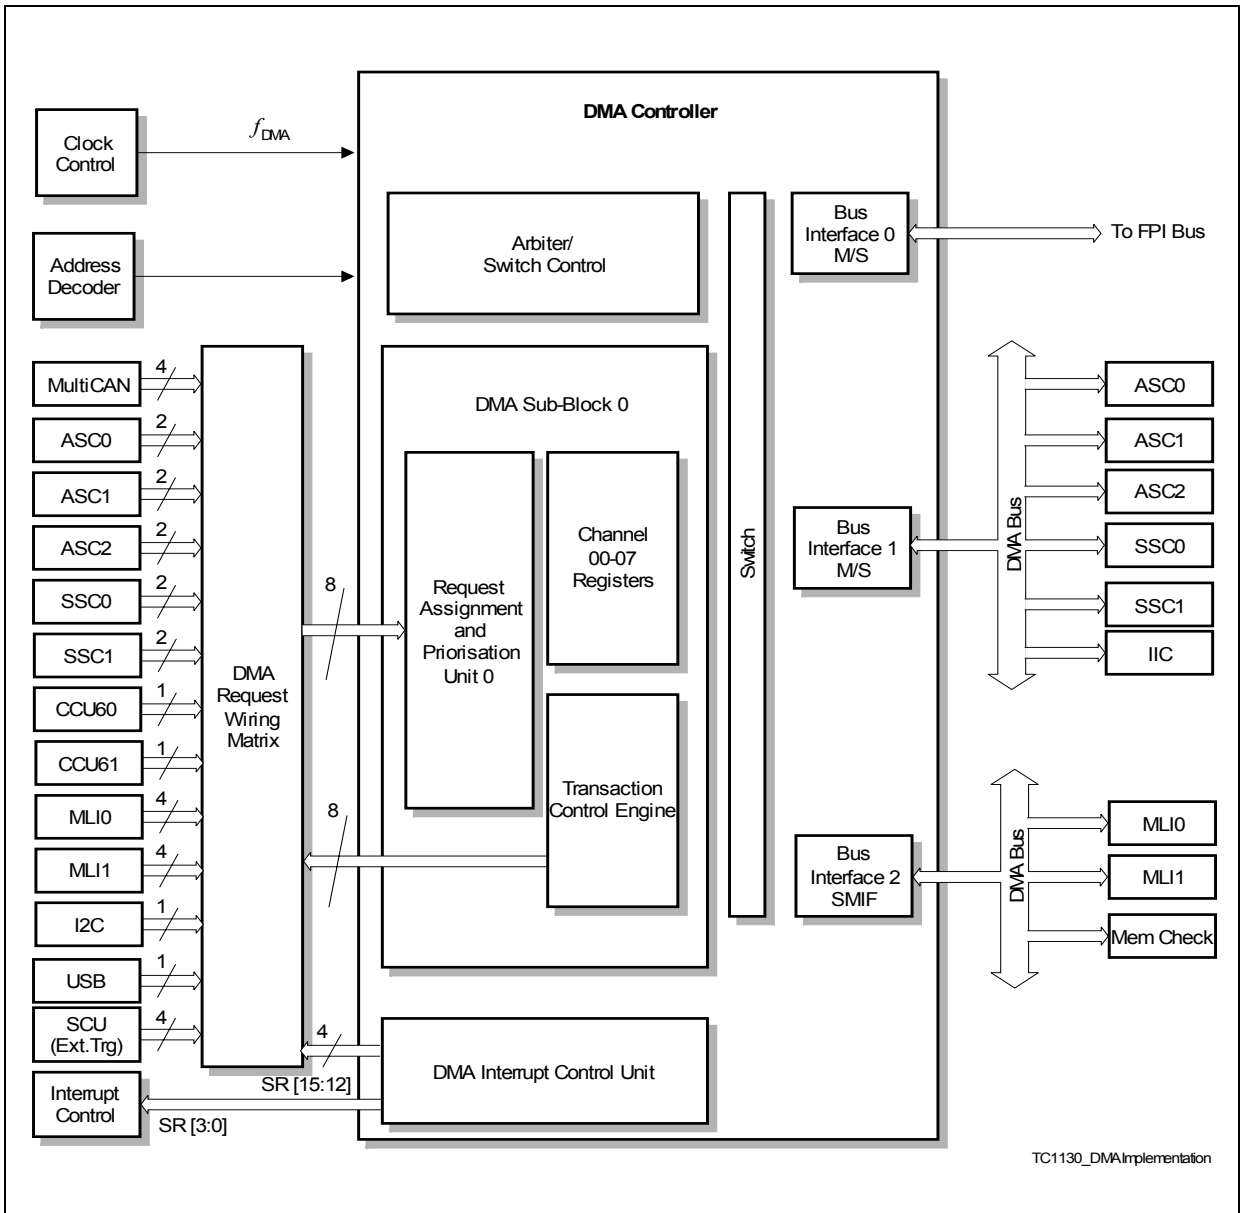 DMA Controller
Clock
Control
fDMA
Address
Decoder
Arbiter/
Switch Control
Bus
Interface 0
M/S
To FPI Bus
MultiCAN
4
ASC0
2
ASC1
2
ASC2
2
SSC0
2
SSC1
2
CCU60
1
CCU61
1
MLI0
4
MLI1
4
I2C
1
USB
1
SCU
(Ext.Trg)
4
Interrupt
Control
DMA
Request
Wiring
Matrix
8
8
4
SR [15:12]
SR [3:0]
DMA Sub-Block 0
Request
Assignment
and
Priorisation
Unit 0
Channel
00-07
Registers
Transaction
Control Engine
DMA Interrupt Control Unit
Switch
Bus
Interface 1
M/S
DMA Bus
ASC0
ASC1
ASC2
SSC0
SSC1
IIC
Bus
Interface 2
SMIF
DMA Bus
MLI0
MLI1
Mem Check
TC1130_DMAImplementation